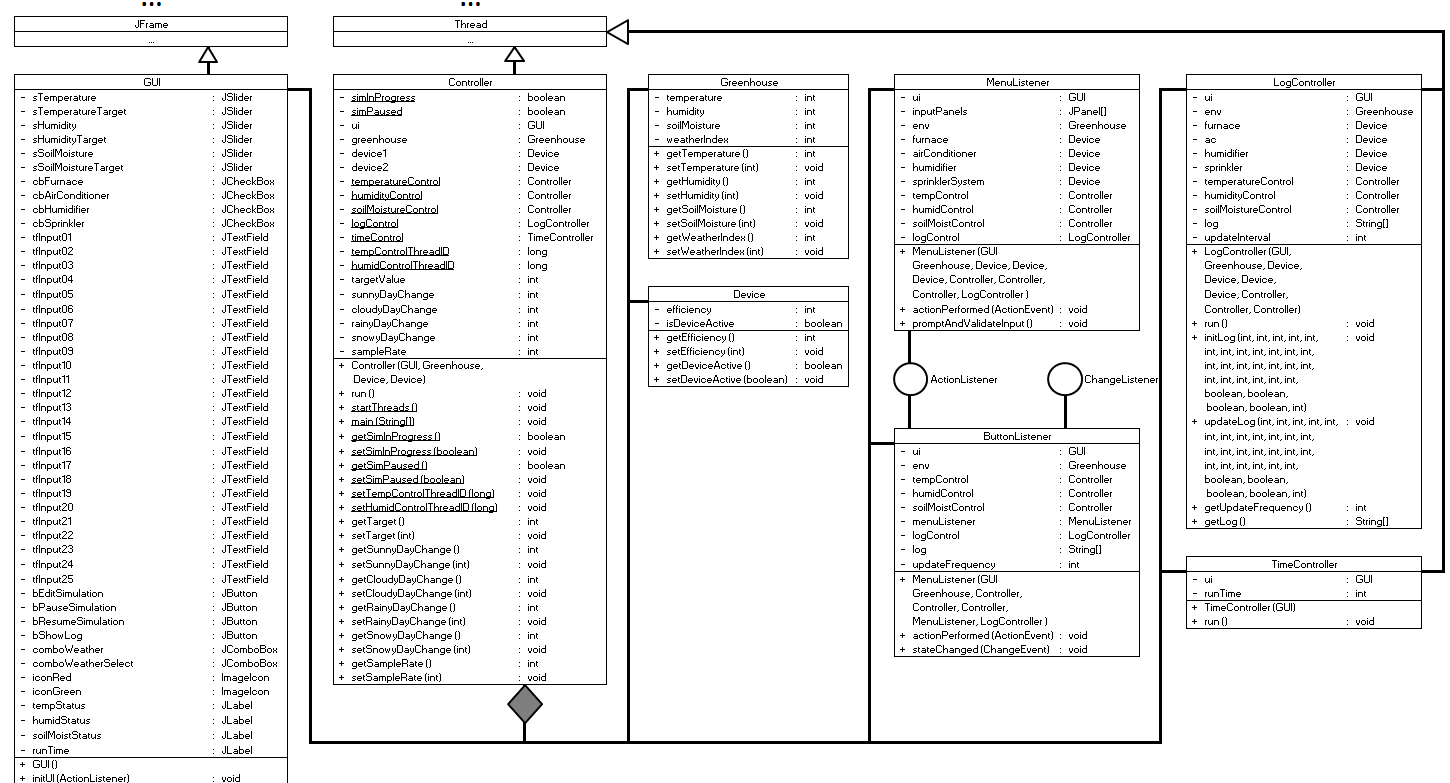 ...
JFrame
...
GUI
- sTemperature : JSlider
- sTemperatureTarget : JSlider
- sHumidity : JSlider
- sHumidityTarget : JSlider
- sSoilMoisture : JSlider
- sSoilMoistureTarget : JSlider
- cbFurnace : JCheckBox
- cbAirConditioner : JCheckBox
- cbHumidifier : JCheckBox
- cbSprinkler : JCheckBox
- tfInput01 : JTextField
- tfInput02 : JTextField
- tfInput03 : JTextField
- tfInput04 : JTextField
- tfInput05 : JTextField
- tfInput06 : JTextField
- tfInput07 : JTextField
- tfInput08 : JTextField
- tfInput09 : JTextField
- tfInput10 : JTextField
- tfInput11 : JTextField
- tfInput12 : JTextField
- tfInput13 : JTextField
- tfInput14 : JTextField
- tfInput15 : JTextField
- tfInput16 : JTextField
- tfInput17 : JTextField
- tfInput18 : JTextField
- tfInput19 : JTextField
- tfInput20 : JTextField
- tfInput21 : JTextField
- tfInput22 : JTextField
- tfInput23 : JTextField
- tfInput24 : JTextField
- tfInput25 : JTextField
- bEditSimulation : JButton
- bPauseSimulation : JButton
- bResumeSimulation : JButton
- bShowLog : JButton
- comboWeather : JComboBox
- comboWeatherSelect : JComboBox
- iconRed : ImageIcon
- iconGreen : ImageIcon
- tempStatus : JLabel
- humidStatus : JLabel
- soilMoistStatus : JLabel
- runTime : JLabel
+ GUI()
+ initUI(ActionListener) : void
...
Thread
...
Controller
- simInProgress : boolean
- simPaused : boolean
- ui : GUI
- greenhouse : Greenhouse
- device1 : Device
- device2 : Device
- temperatureControl : Controller
- humidityControl : Controller
- soilMoistureControl : Controller
- logControl : LogController
- timeControl : TimeController
- tempControlThreadID : long
- humidControlThreadID : long
- targetValue : int
- sunnyDayChange : int
- cloudyDayChange : int
- rainyDayChange : int
- snowyDayChange : int
- sampleRate : int
+ Controller(GUI, Greenhouse,
Device, Device)
+ run() : void
+ startThreads() : void
+ main(String[]) : void
+ getSimInProgress() : boolean
+ setSimInProgress(boolean) : void
+ getSimPaused() : boolean
+ setSimPaused(boolean) : void
+ setTempControlThreadID(long) : void
+ setHumidControlThreadID(long) : void
+ getTarget() : int
+ setTarget(int) : void
+ getSunnyDayChange() : int
+ setSunnyDayChange(int) : void
+ getCloudyDayChange() : int
+ setCloudyDayChange(int) : void
+ getRainyDayChange() : int
+ setRainyDayChange(int) : void
+ getSnowyDayChange() : int
+ setSnowyDayChange(int) : void
+ getSampleRate() : int
+ setSampleRate(int) : void
Greenhouse
- temperature : int
- humidity : int
- soilMoisture : int
- weatherIndex : int
+ getTemperature() : int
+ setTemperature(int) : void
+ getHumidity() : int
+ setHumidity(int) : void
+ getSoilMoisture() : int
+ setSoilMoisture(int) : void
+ getWeatherIndex() : int
+ setWeatherIndex(int) : void
Device
- efficiency : int
- isDeviceActive : boolean
+ getEfficiency() : int
+ setEfficiency(int) : void
+ getDeviceActive() : boolean
+ setDeviceActive(boolean) : void
MenuListener
- ui : GUI
- inputPanels : JPanel[]
- env : Greenhouse
- furnace : Device
- airConditioner : Device
- humidifier : Device
- sprinklerSystem : Device
- tempControl : Controller
- humidControl : Controller
- soilMoistControl : Controller
- logControl : LogController
+ MenuListener(GUI
Greenhouse, Device, Device,
Device, Controller, Controller,
Controller, LogController)
+ actionPerformed(ActionEvent) : void
+ promptAndValidateInput() : void
ActionListener
ChangeListener
ButtonListener
- ui : GUI
- env : Greenhouse
- tempControl : Controller
- humidControl : Controller
- soilMoistControl : Controller
- menuListener : MenuListener
- logControl : LogController
- log : String[]
- updateFrequency : int
+ MenuListener(GUI
Greenhouse, Controller,
Controller, Controller,
MenuListener, LogController)
+ actionPerformed(ActionEvent) : void
+ stateChanged(ChangeEvent) : void
LogController
- ui : GUI
- env : Greenhouse
- furnace : Device
- ac : Device
- humidifier : Device
- sprinkler : Device
- temperatureControl : Controller
- humidityControl : Controller
- soilMoistureControl : Controller
- log : String[]
- updateInterval : int
+ LogController(GUI,
Greenhouse, Device,
Device, Device,
Device, Controller,
Controller, Controller)
+ run() : void
+ initLog(int, int, int, int, int, : void
int, int, int, int, int, int, int,
int, int, int, int, int, int, int,
int, int, int, int, int, int,
boolean, boolean,
boolean, boolean, int)
+ updateLog(int, int, int, int, int, : void
int, int, int, int, int, int, int,
int, int, int, int, int, int, int,
int, int, int, int, int, int,
boolean, boolean,
boolean, boolean, int)
+ getUpdateFrequency() : int
+ getLog() : String[]
TimeController
- ui : GUI
- runTime : int
+ TimeController(GUI)
+ run() : void